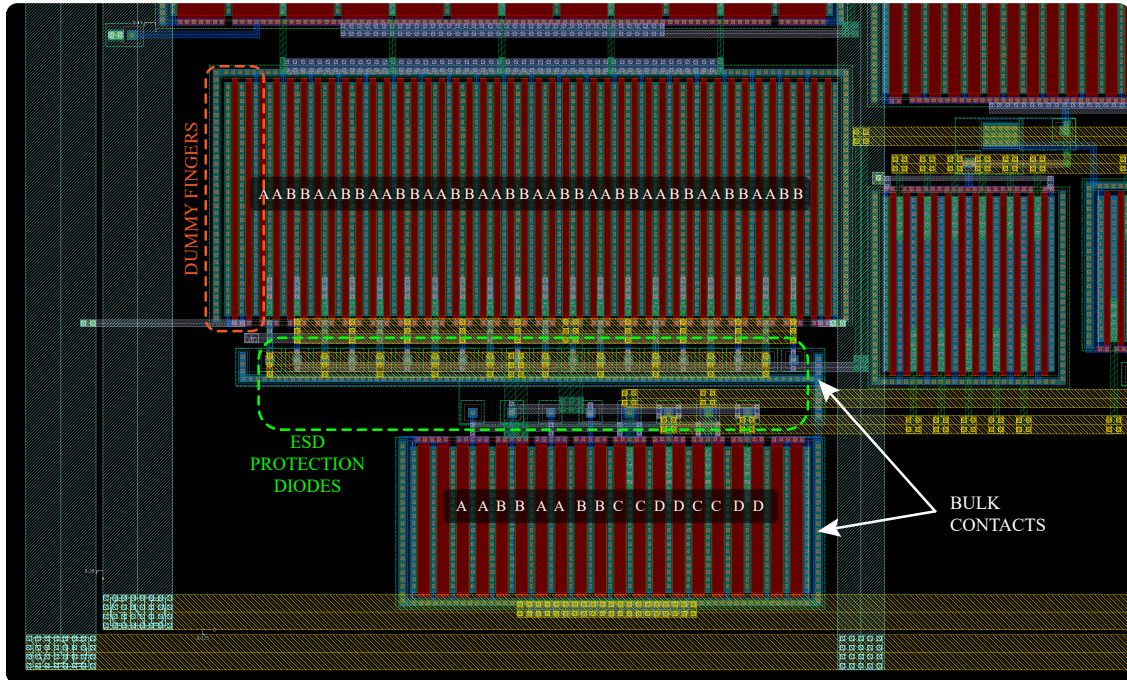 DUMMY FINGERS
AABBAABBAABBAABBAABBAABBAABBAABBAABBAABB
ESD
PROTECTION
DIODES
A A B B A A B B C C D D C C D D
BULK
CONTACTS